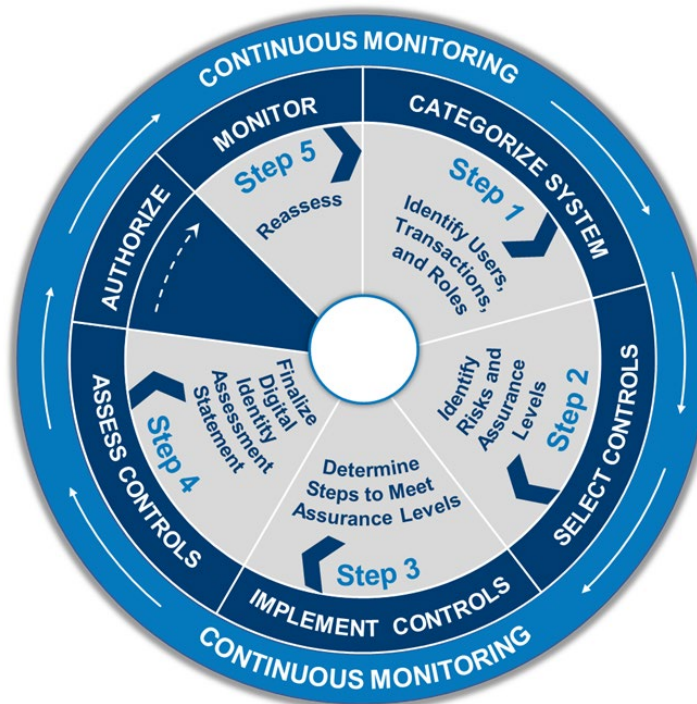 CONTINUOUS MONITORING
CATEGORIZE SYSTEM
Step 1
Identify Users,
Transactions,
and Roles
SELECT CONTROLS
Step 2
Identify
Risks and
Assurance
Levels
IMPLEMENT CONTROLS
Determine
Steps to Meet
Assurance Levels
Step 3
ASSESS CONTROLS
Step 4
Finalize
Digital
Identity
Assessment
Statement
AUTHORIZE
MONITOR
Step 5
Reassess
CONTINUOUS MONITORING